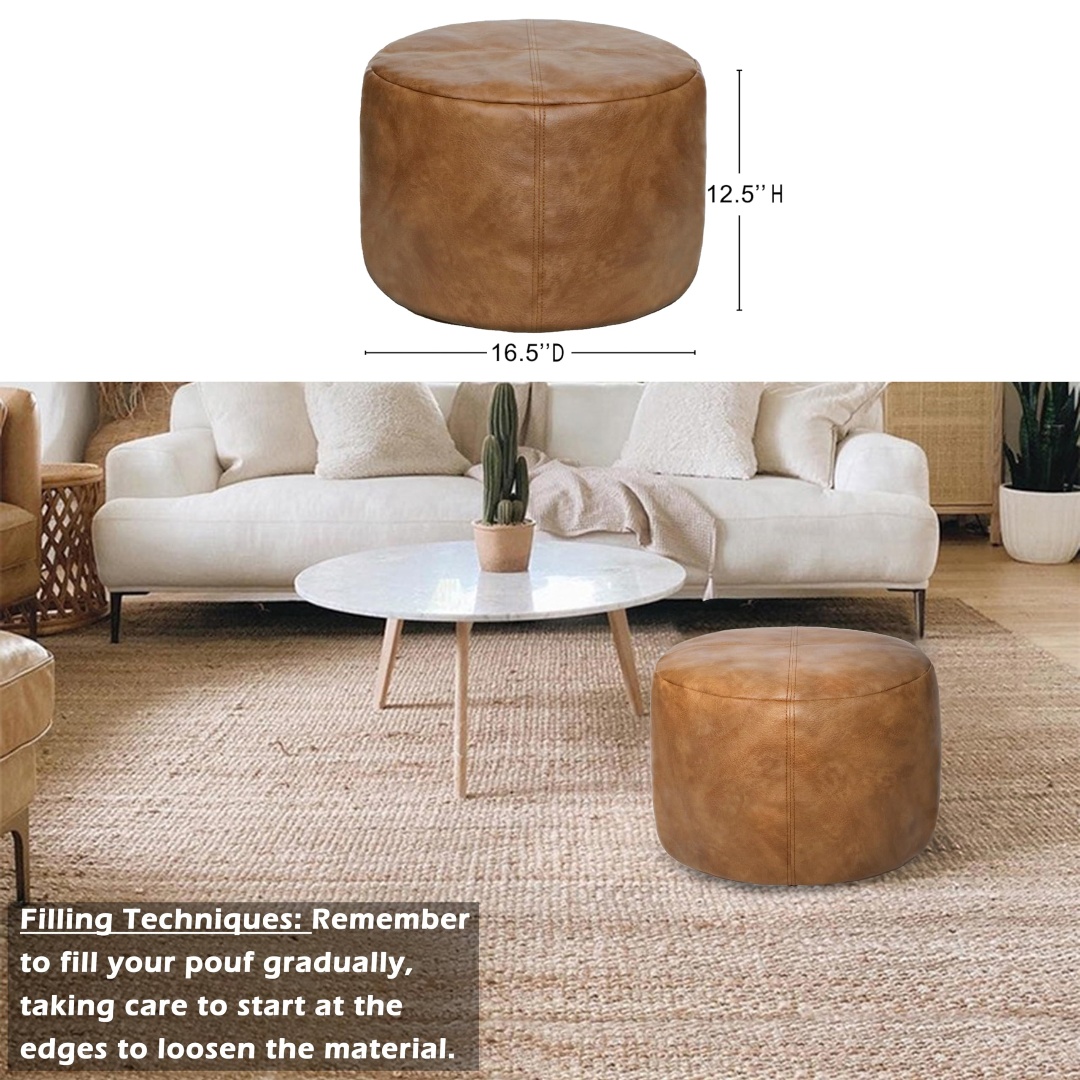 12.5’’ H
16.5’’D
Filling Techniques: Remember
to fill your pouf gradually,
taking care to start at the
edges to loosen the material.